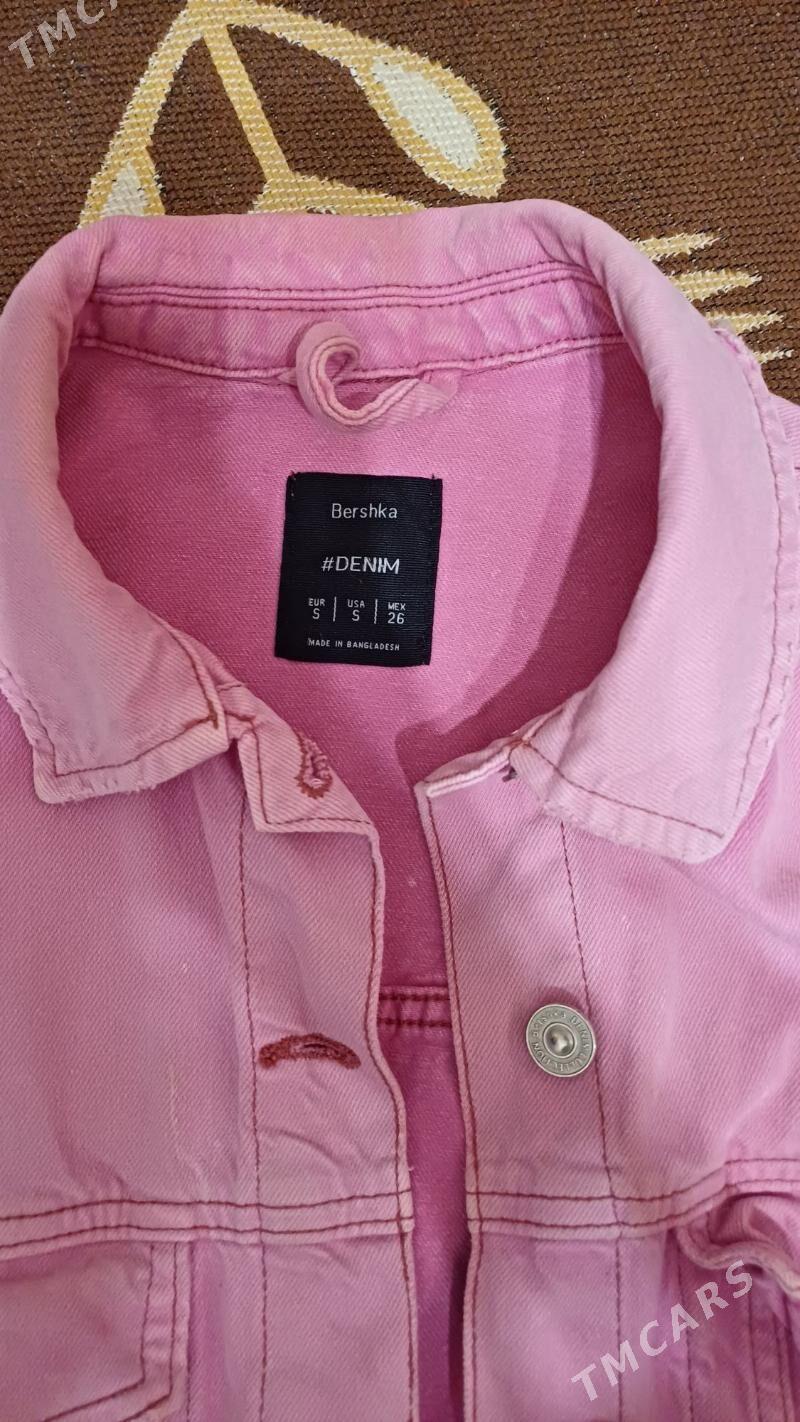 TMCA
Bershka
#DENIM
EUR USA MEX
S S 26
MADE IN BANGLADESH
TMCARS